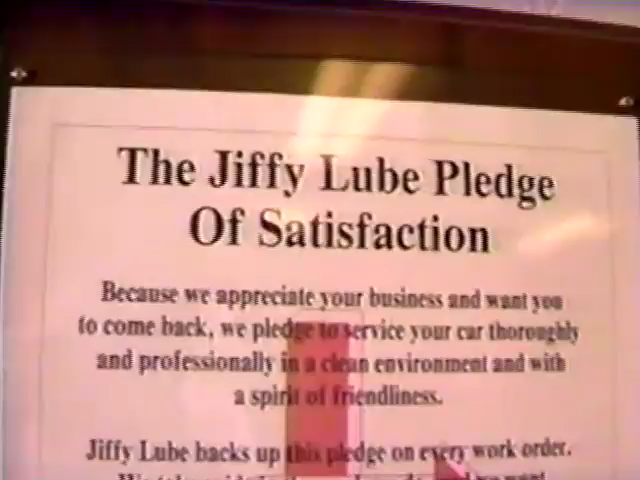 The Jiffy Lube Pledge
Of Satisfaction
Because we appreciate your business and want you
to come back, we pledge to service your car thoroughly
and professionally in a clean environment and with
a spirit of friendliness.
Jiffy Lube backs up this pledge on every work order.